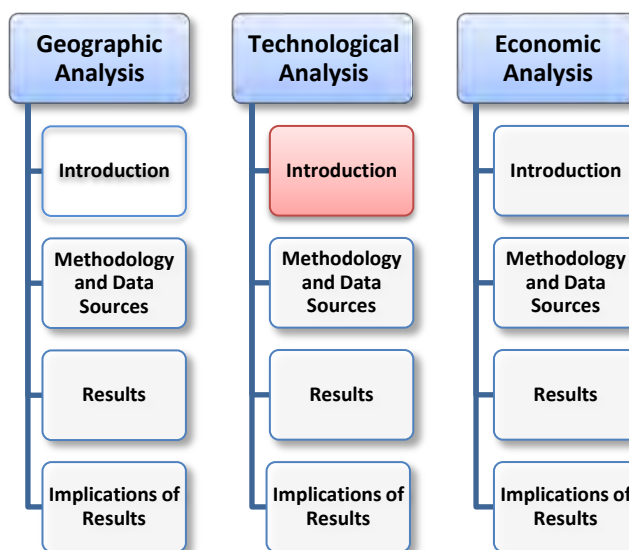 Geographic
Analysis
Introduction
Methodology
and Data
Sources
Results
Implications of
Results
Technological
Analysis
Introduction
Methodology
and Data
Sources
Results
Implications of
Results
Economic
Analysis
Introduction
Methodology
and Data
Sources
Results
Implications of
Results